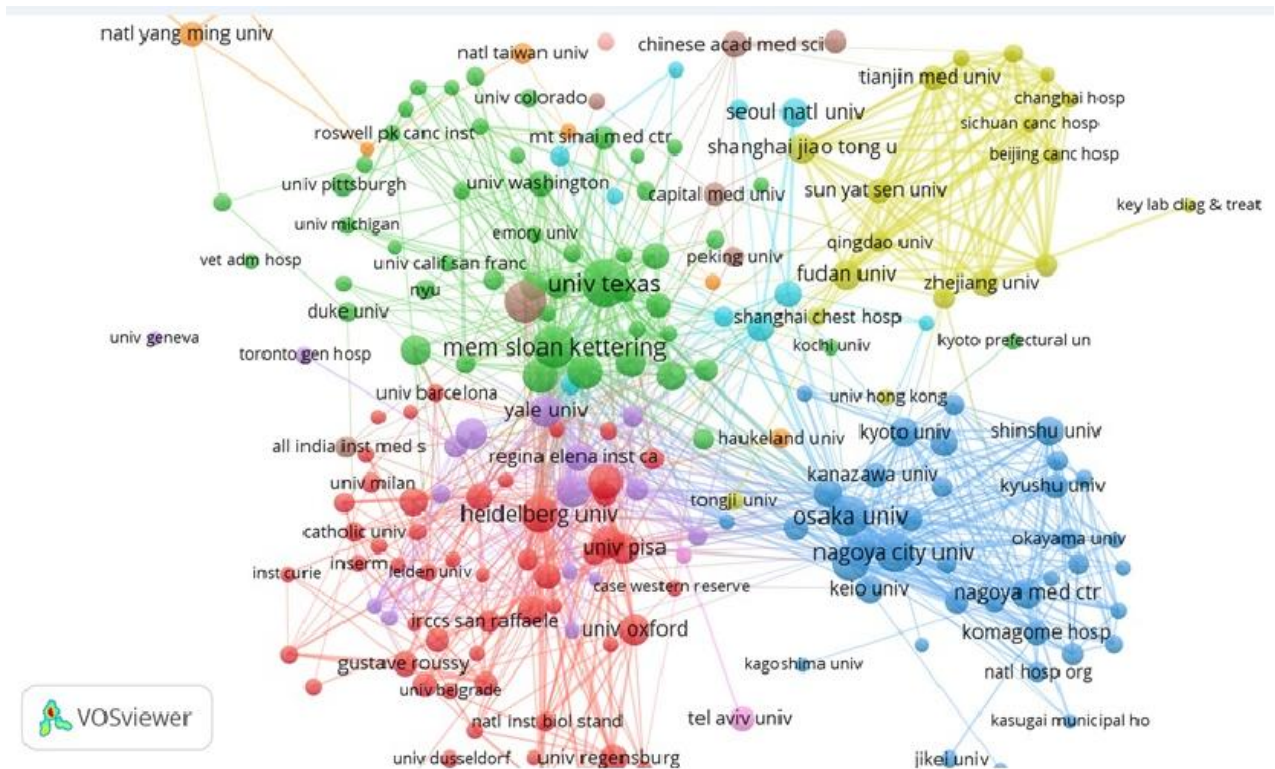 natl yang ming univ
natl taiwan univ
chinese acad med sci
tianjin med univ
univ colorado
changhai hosp
roswell pk canc inst
mt sinai med ctr
seoul natl univ
sichuan canc hosp
shanghai jiao tong u
beijing canc hosp
univ pittsburgh
univ washington
capital med univ
sun yat sen univ
key lab diag & treat
univ michigan
emory univ
qingdao univ
vet adm hosp
univ calif san franc
peking univ
fudan univ
zhejiang univ
nyu
univ texas
duke univ
shanghai chest hosp
univ geneva
toronto gen hosp
mem sloan kettering
kochi univ
kyoto prefectural un
univ barcelona
univ hong kong
yale univ
all india inst med s
haukeland univ
kyoto univ
shinshu univ
regina elena inst ca
univ milan
kanazawa univ
kyushu univ
tongji univ
heidelberg univ
osaka univ
catholic univ
univ pisa
okayama univ
inserm
leiden univ
nagoya city univ
inst curie
case western reserve
keio univ
nagoya med ctr
irccs san raffaele
univ oxford
komagome hosp
gustave roussy
kagoshima univ
natl hosp org
univ belgrade
natl inst biol stand
tel aviv univ
kasugai municipal ho
VOSviewer
univ dusseldorf
univ regensburg
jikei univ